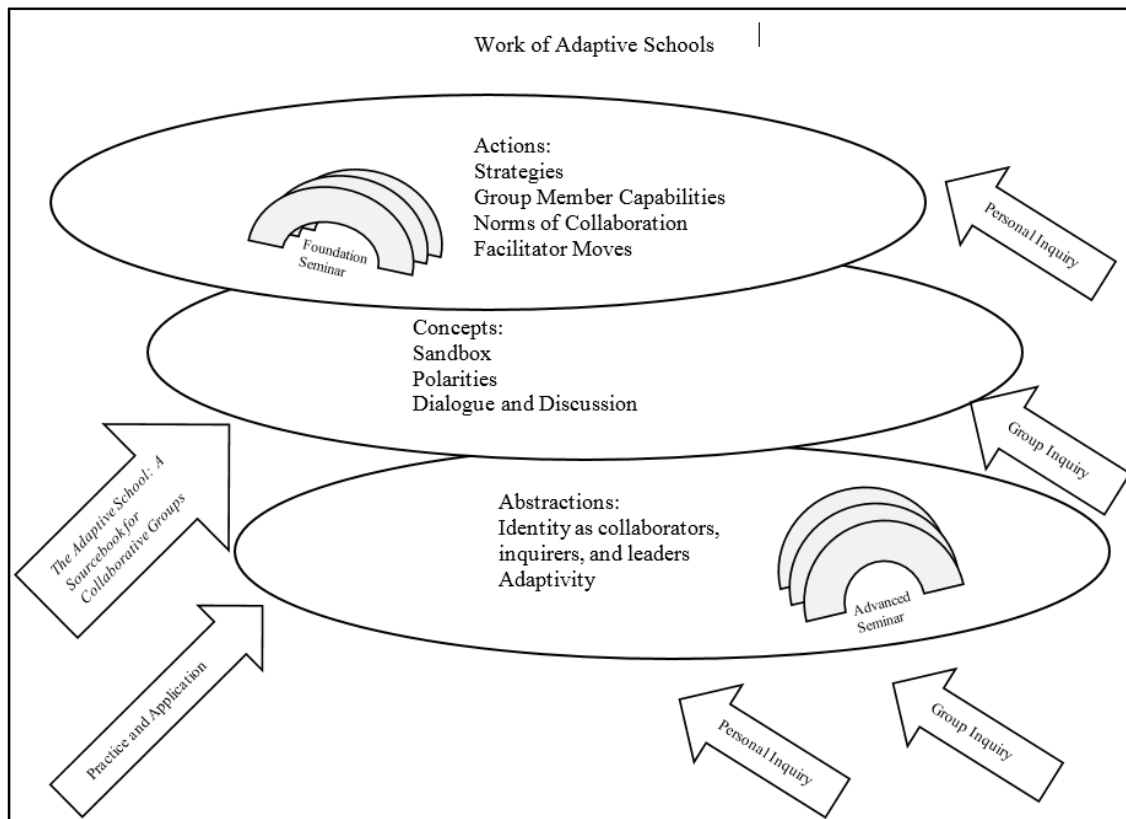 Work of Adaptive Schools
Actions:
Strategies
Group Member Capabilities
Norms of Collaboration
Facilitator Moves
Foundation
Seminar
Personal Inquiry
Concepts:
Sandbox
Polarities
Dialogue and Discussion
Group Inquiry
The Adaptive School: A
Sourcebook for
Collaborative Groups
Abstractions:
Identity as collaborators,
inquirers, and leaders
Adaptivity
Advanced
Seminar
Practice and Application
Personal Inquiry
Group Inquiry